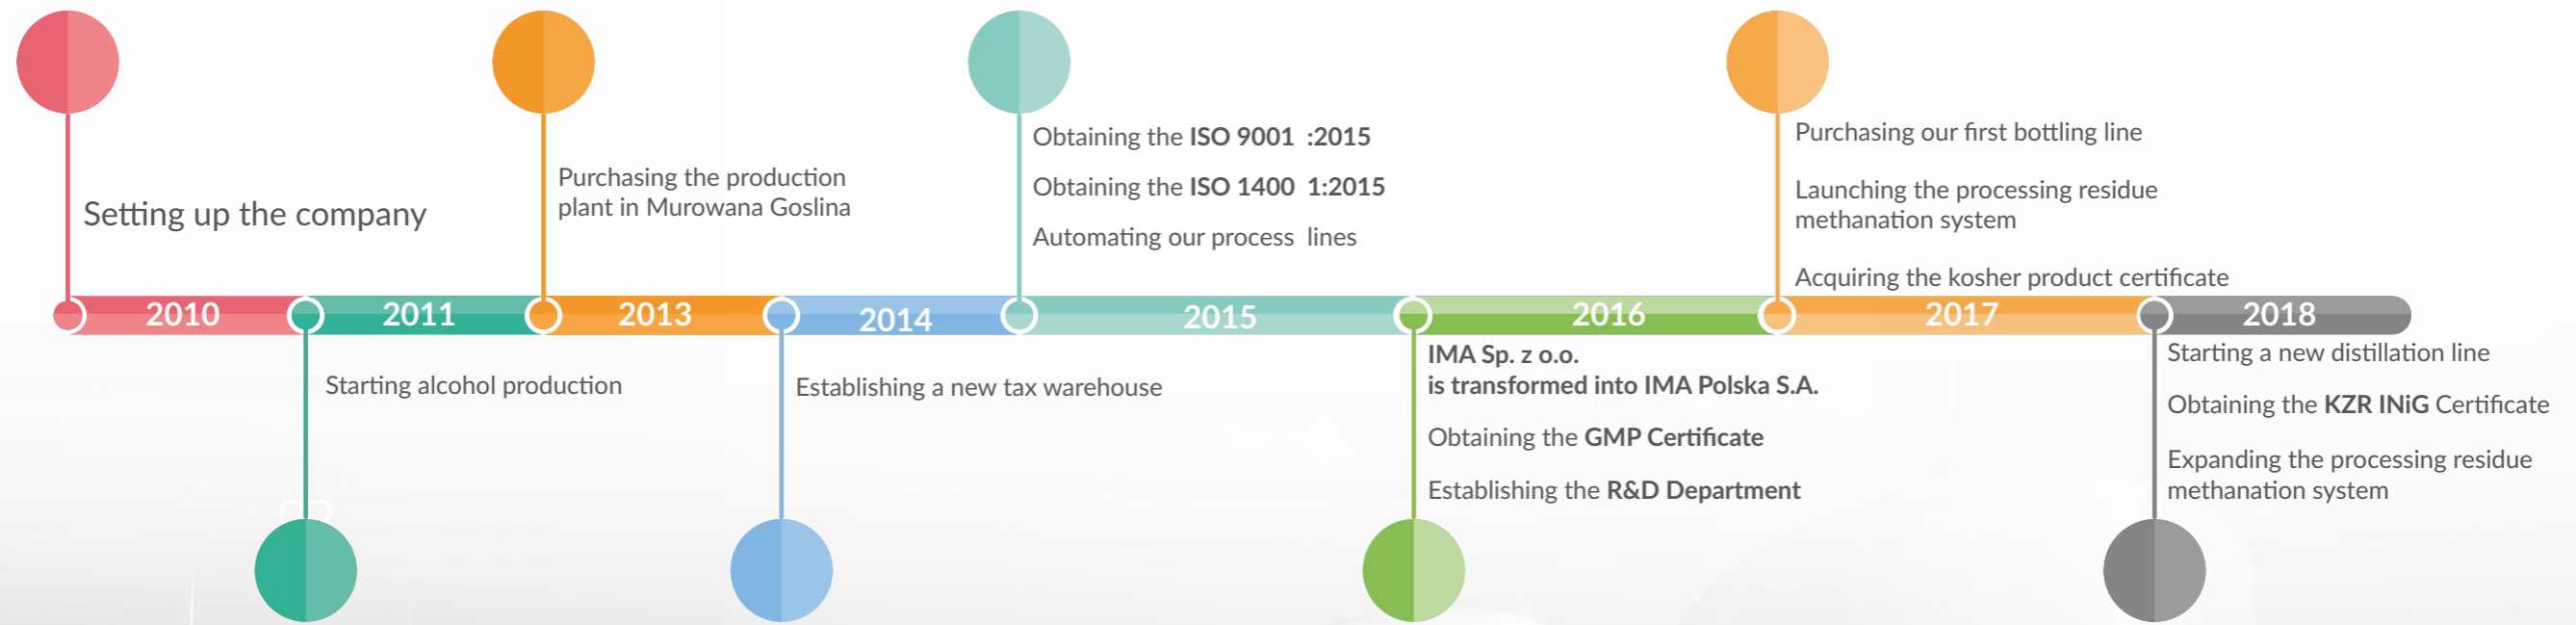 Setting up the company
2010
2011
Starting alcohol production
Purchasing the production
plant in Murowana Goslina
2013
2014
Establishing a new tax warehouse
Obtaining the ISO 9001 :2015
Obtaining the ISO 1400 1:2015
Automating our process lines
2015
2016
IMA Sp. z o.o.
is transformed into IMA Polska S.A.
Obtaining the GMP Certificate
Establishing the R&D Department
Purchasing our first bottling line
Launching the processing residue
methanation system
Acquiring the kosher product certificate
2017
2018
Starting a new distillation line
Obtaining the KZR INiG Certificate
Expanding the processing residue
methanation system